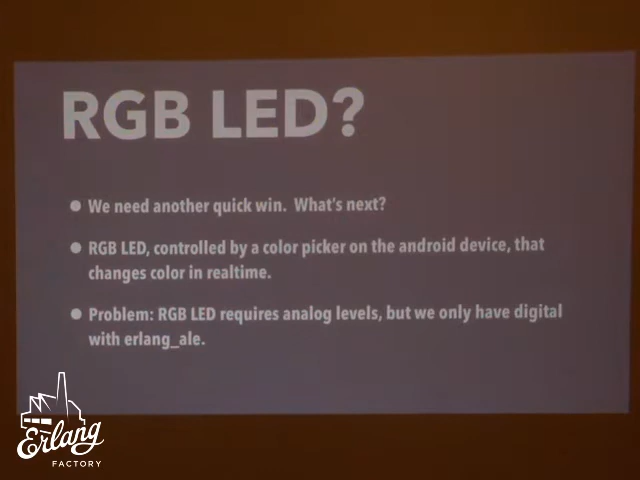 RGB LED?
We need another quick win. What's next?
RGB LED, controlled by a color picker on the android device, that
changes color in realtime.
Problem: RGB LED requires analog levels, but we only have digital
with erlang_ale.
Erlang
FACTORY